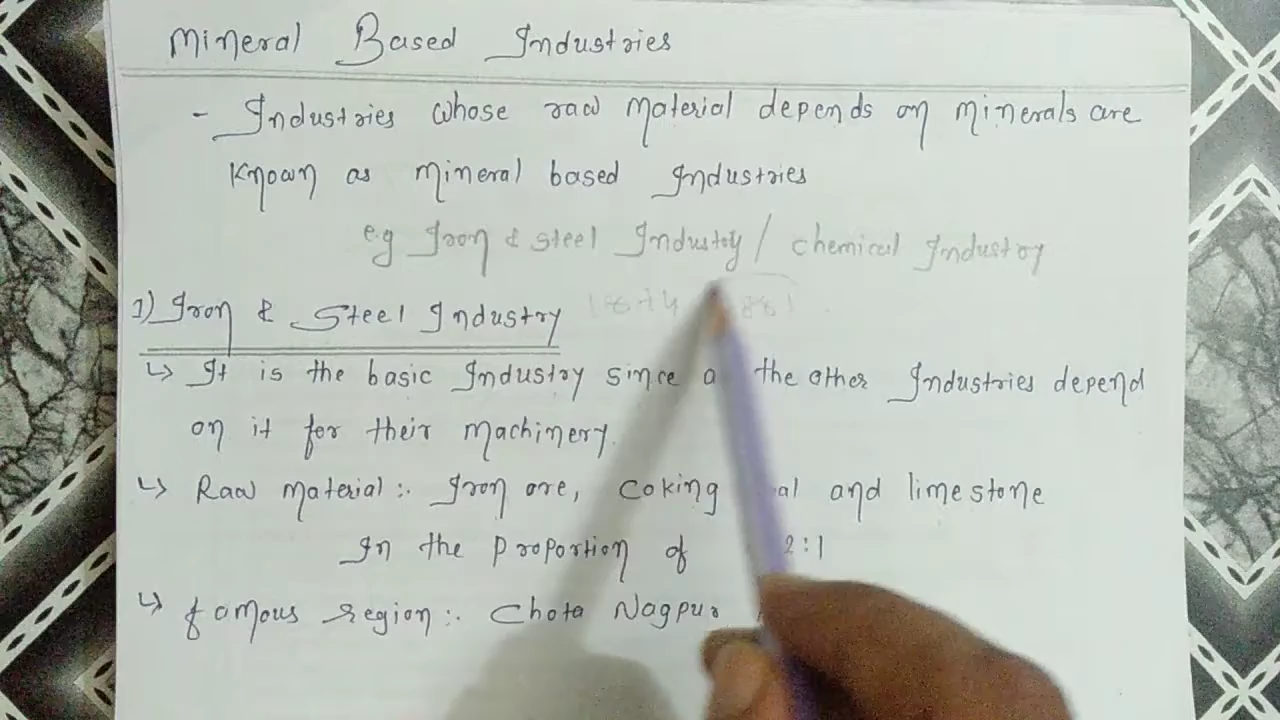 Mineral Based Industries
- Industries whose raw material depends on minerals are
known as mineral based Industries
e.g Iron & steel Industry / chemical Industry
1) Iron & Steel Industry
↳ It is the basic Industry since a the other Industries depend
on it for their machinery.
↳ Raw material :- Iron ore, coking al and limestone
In the proportion of 2:1
↳ famous region :- Chota Nagpur